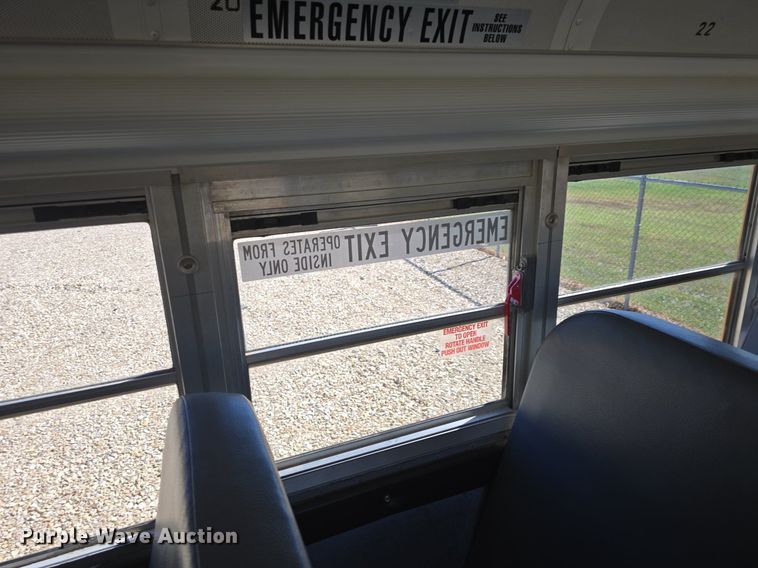 20
EMERGENCY EXIT
SEE
INSTRUCTIONS
BELOW
22
EMERGENCY EXIT
OPERATES FROM
INSIDE ONLY
EMERGENCY EXIT
TO OPEN
ROTATE HANDLE
PUSH OUT WINDOW
Purple Wave Auction